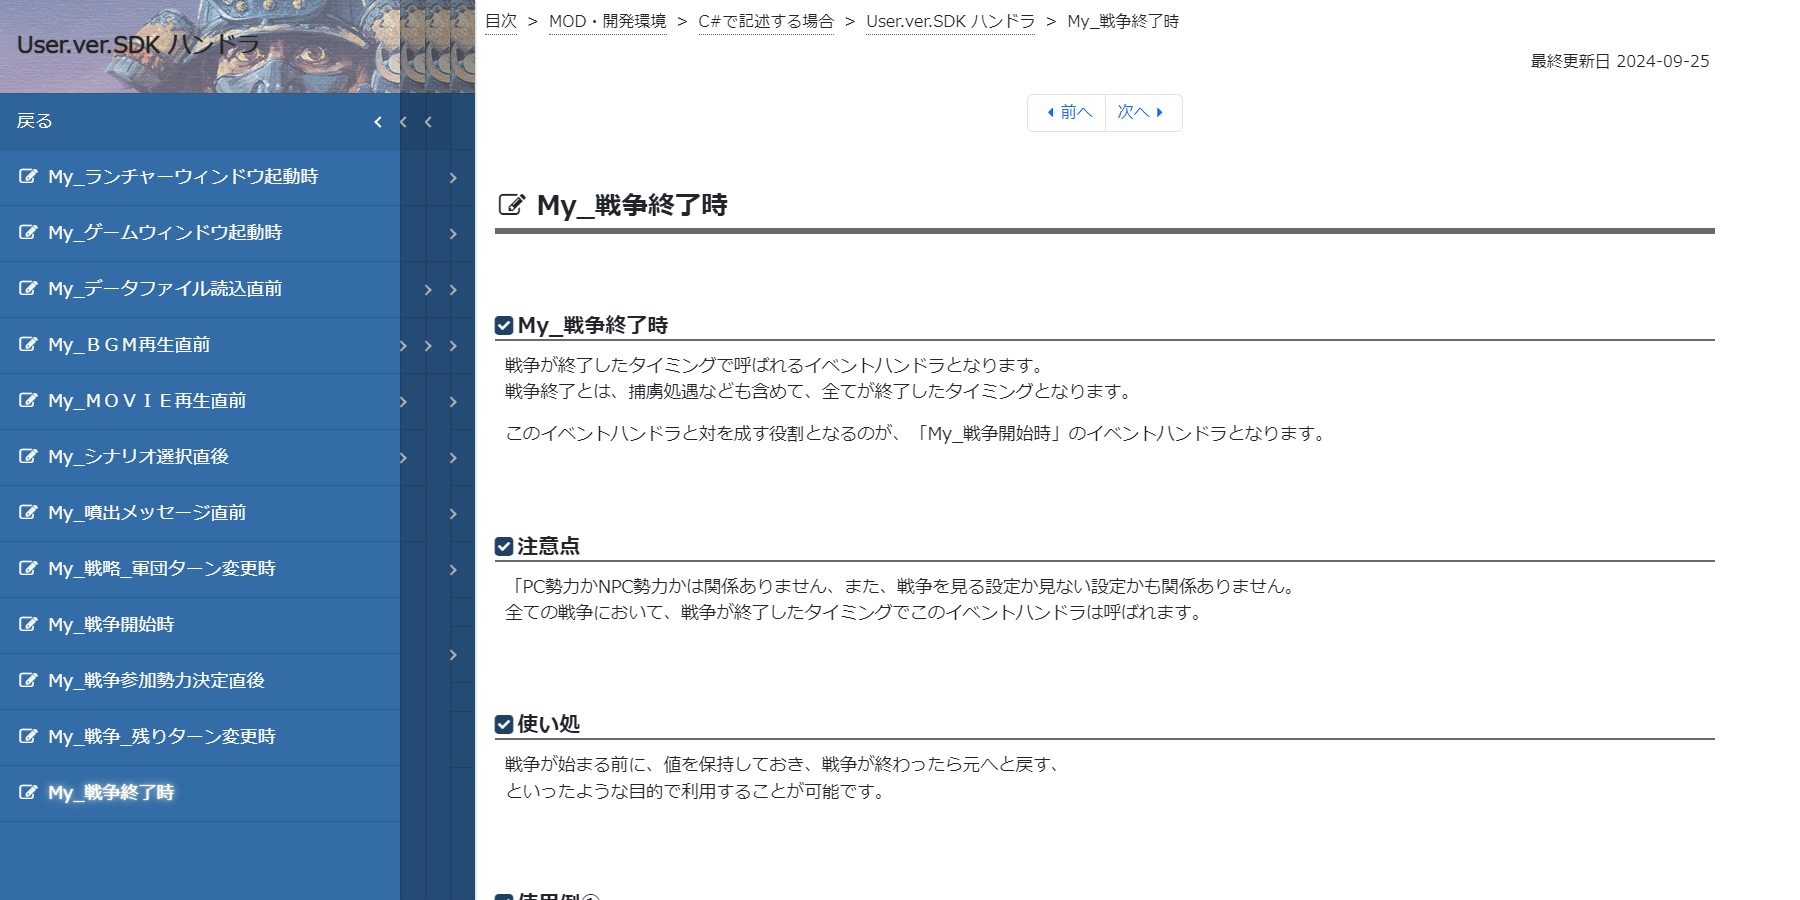 User.ver.SDK ハンドラ
戻る
My_ランチャーウィンドウ起動時
My_ゲームウィンドウ起動時
My_データファイル読込直前
My_ＢＧＭ再生直前
My_ＭＯＶＩＥ再生直前
My_シナリオ選択直後
My_噴出メッセージ直前
My_戦略_軍団ターン変更時
My_戦争開始時
My_戦争参加勢力決定直後
My_戦争_残りターン変更時
My_戦争終了時
目次 > MOD・開発環境 > C#で記述する場合 > User.ver.SDK ハンドラ > My_戦争終了時
最終更新日 2024-09-25
前へ 次へ
My_戦争終了時
My_戦争終了時
戦争が終了したタイミングで呼ばれるイベントハンドラとなります。
戦争終了とは、捕虜処遇なども含めて、全てが終了したタイミングとなります。
このイベントハンドラと対を成す役割となるのが、「My_戦争開始時」のイベントハンドラとなります。
注意点
「PC勢力かNPC勢力かは関係ありません、また、戦争を見る設定か見ない設定かも関係ありません。
全ての戦争において、戦争が終了したタイミングでこのイベントハンドラは呼ばれます。
使い処
戦争が始まる前に、値を保持しておき、戦争が終わったら元へと戻す、
といったような目的で利用することが可能です。
使用例①